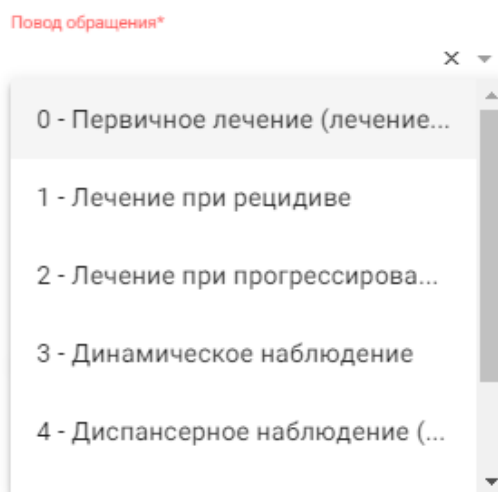 Повод обращения*
0 - Первичное лечение (лечение...
1 - Лечение при рецидиве
2 - Лечение при прогрессирова...
3 - Динамическое наблюдение
4 - Диспансерное наблюдение (...